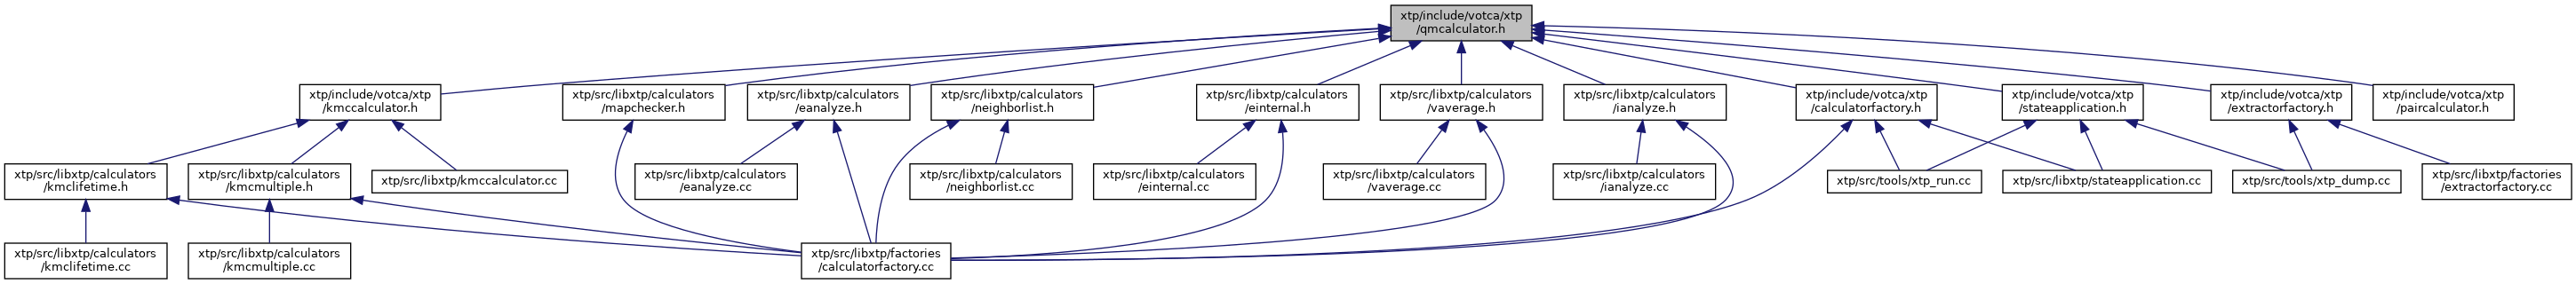 xtp/include/votca/xtp
/qmcalculator.h
xtp/include/votca/xtp
/kmccalculator.h
xtp/src/libxtp/calculators
/mapchecker.h
xtp/src/libxtp/calculators
/eanalyze.h
xtp/src/libxtp/calculators
/neighborlist.h
xtp/src/libxtp/calculators
/einternal.h
xtp/src/libxtp/calculators
/vaverage.h
xtp/src/libxtp/calculators
/ianalyze.h
xtp/include/votca/xtp
/calculatorfactory.h
xtp/include/votca/xtp
/stateapplication.h
xtp/include/votca/xtp
/extractorfactory.h
xtp/include/votca/xtp
/paircalculator.h
xtp/src/libxtp/calculators
/kmclifetime.h
xtp/src/libxtp/calculators
/kmcmultiple.h
xtp/src/libxtp/kmccalculator.cc
xtp/src/libxtp/calculators
/eanalyze.cc
xtp/src/libxtp/calculators
/neighborlist.cc
xtp/src/libxtp/calculators
/einternal.cc
xtp/src/libxtp/calculators
/vaverage.cc
xtp/src/libxtp/calculators
/ianalyze.cc
xtp/src/tools/xtp_run.cc
xtp/src/libxtp/stateapplication.cc
xtp/src/tools/xtp_dump.cc
xtp/src/libxtp/factories
/extractorfactory.cc
xtp/src/libxtp/calculators
/kmclifetime.cc
xtp/src/libxtp/calculators
/kmcmultiple.cc
xtp/src/libxtp/factories
/calculatorfactory.cc